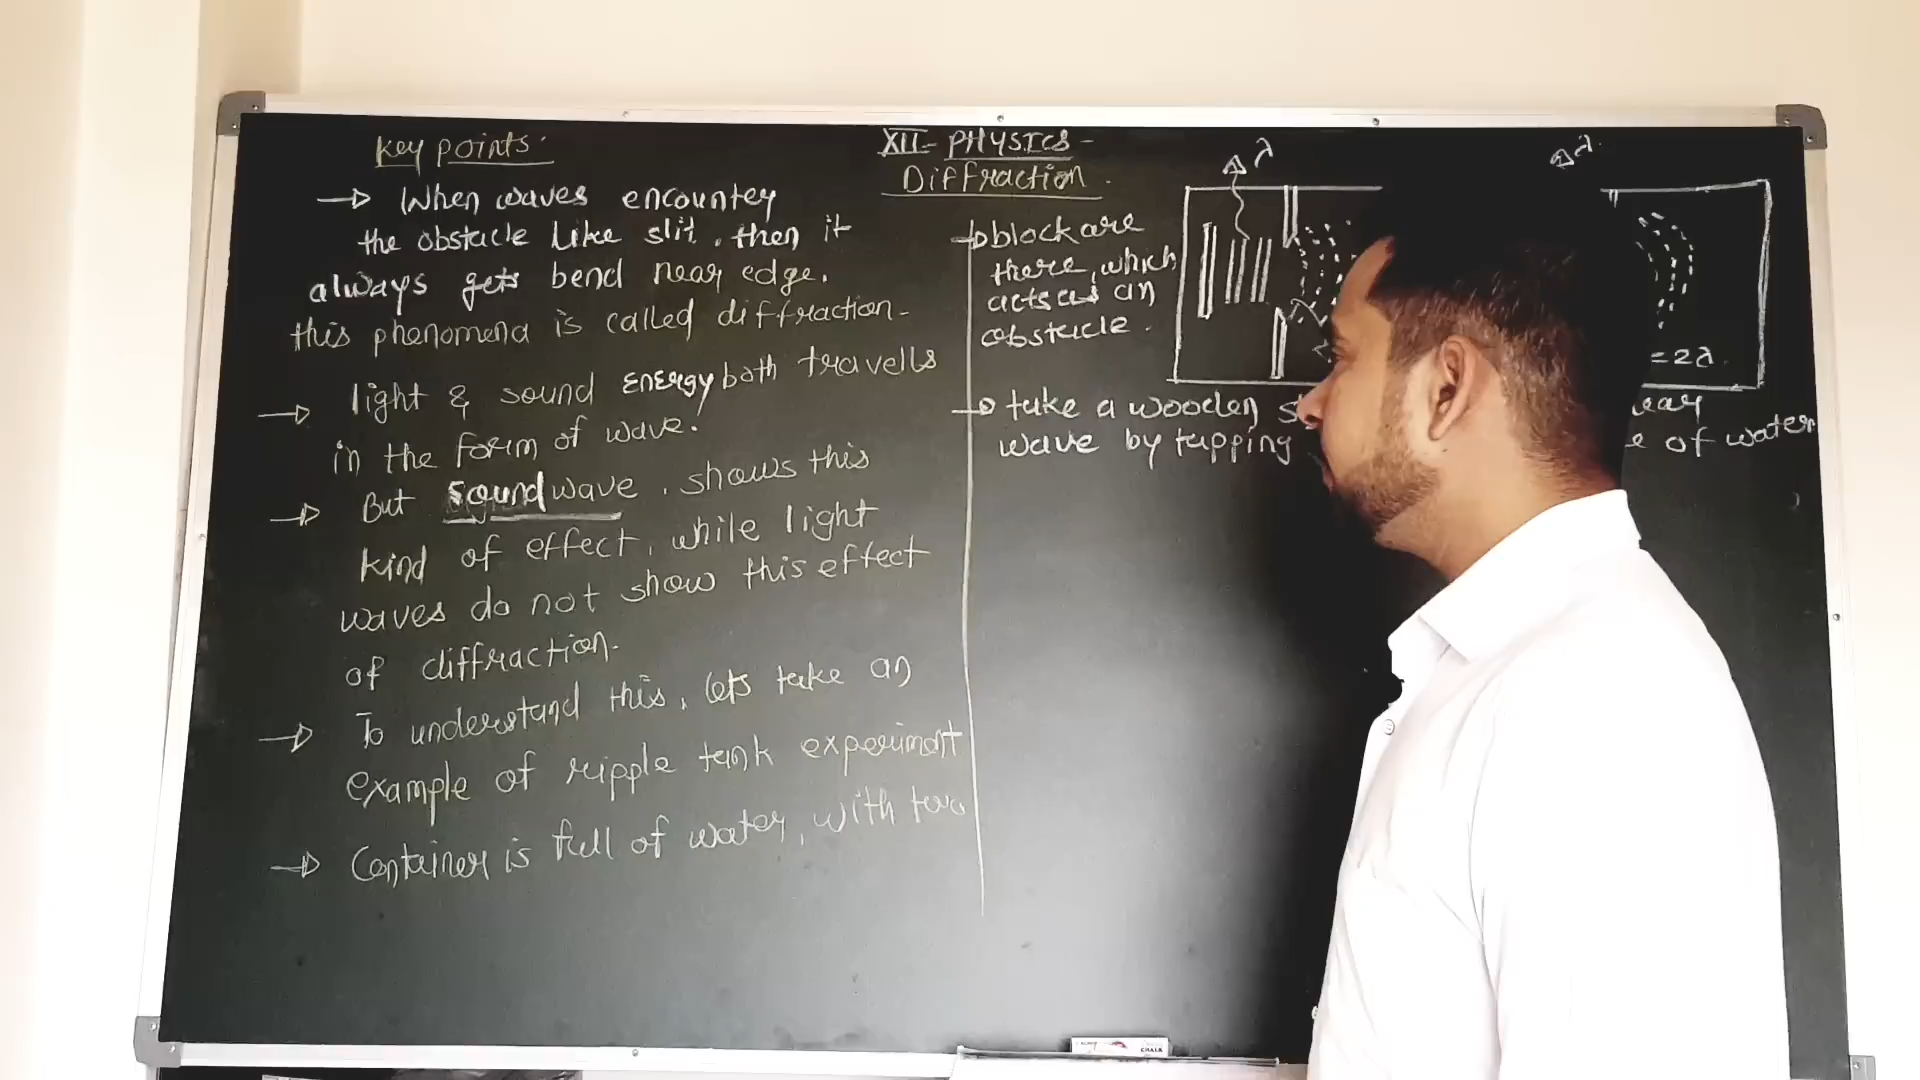 Key points:
→ When waves encounter
the obstacle Like slit, then it
always gets bend near edge.
this phenomena is called diffraction-
→ light & sound ENERGY both travells
in the form of wave.
→ But sound wave, shows this
kind of effect, while light
waves do not show this effect
of diffraction.
→ To understand this, lets take an
example of ripple tank experiment
→ Container is full of water, with two
XII - PHYSICS -
Diffraction.
→ block are
there, which
acts as an
obstacle.
→ take a wooden
wave by tapping
of water
λ
λ.
=2λ.
CHALK